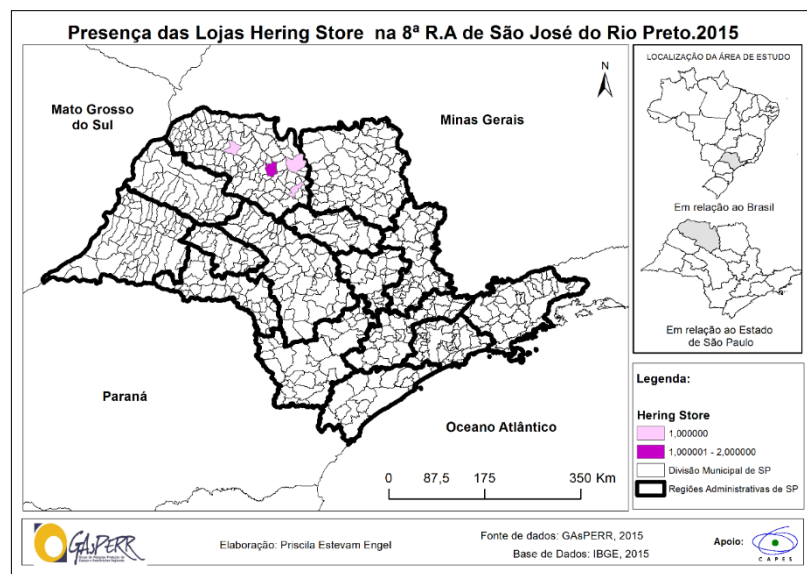 Presença das Lojas Hering Store na 8ª R.A de São José do Rio Preto.2015
LOCALIZAÇÃO DA ÁREA DE ESTUDO
N
Mato Grosso
do Sul
Minas Gerais
Em relação ao Brasil
Em relação ao Estado
de São Paulo
Paraná
Oceano Atlântico
0 87,5 175 350 Km
Legenda:
Hering Store
1,000000
1,000001 - 2,000000
Divisão Municipal de SP
Regiões Administrativas de SP
GAsPERR
Elaboração: Priscila Estevam Engel
Fonte de dados: GAsPERR, 2015
Base de Dados: IBGE, 2015
Apoio:
CAPES